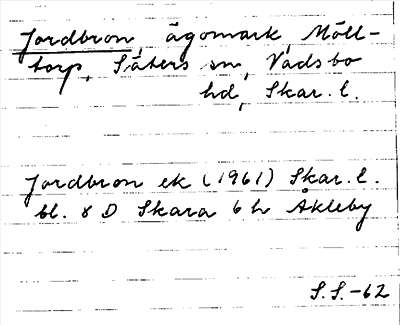 Jordbron, ägomark, Möll-
torp, Säters sn, Vadsbo
hd, Skar. l.
Jordbron ek (1961) Skar. l.
bl. 8 D Skara 6 h Åkleby
S.S.-62